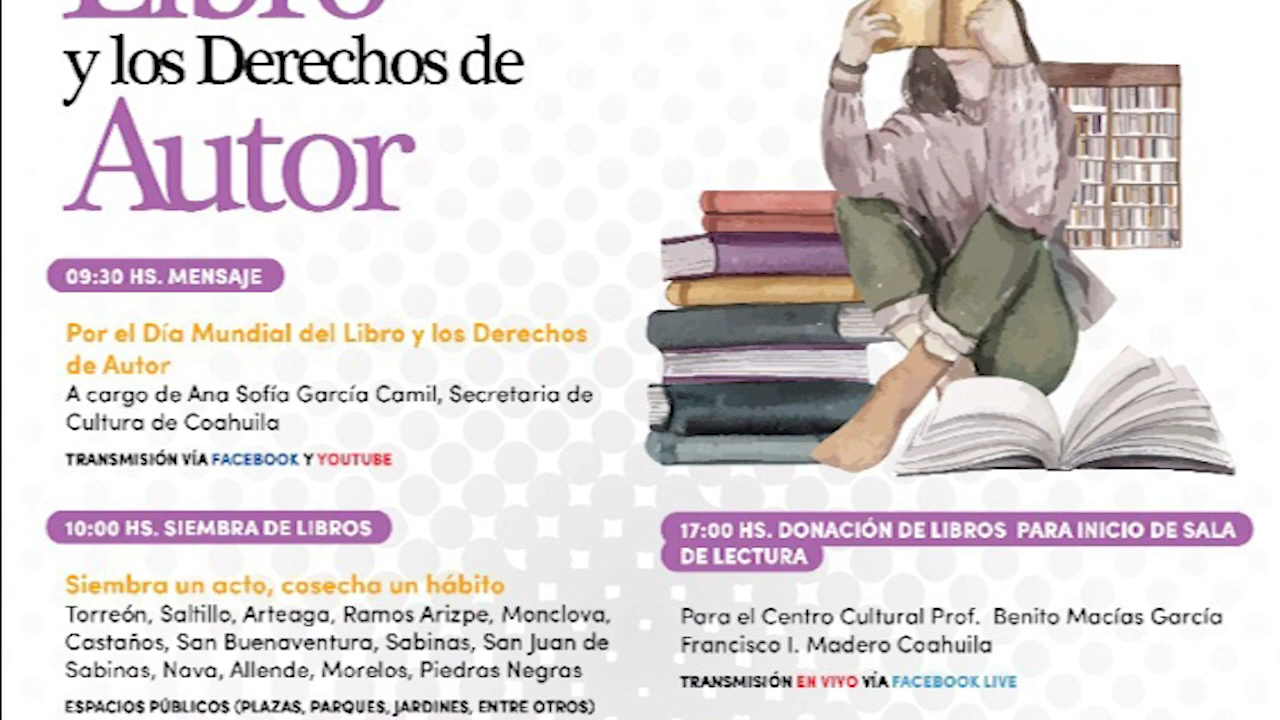 Libro
y los Derechos de
Autor
09:30 HS. MENSAJE
Por el Día Mundial del Libro y los Derechos
de Autor
A cargo de Ana Sofía García Camil, Secretaria de
Cultura de Coahuila
TRANSMISIÓN VÍA FACEBOOK Y YOUTUBE
10:00 HS. SIEMBRA DE LIBROS
Siembra un acto, cosecha un hábito
Torreón, Saltillo, Arteaga, Ramos Arizpe, Monclova,
Castaños, San Buenaventura, Sabinas, San Juan de
Sabinas, Nava, Allende, Morelos, Piedras Negras
ESPACIOS PÚBLICOS (PLAZAS, PARQUES, JARDINES, ENTRE OTROS)
17:00 HS. DONACIÓN DE LIBROS PARA INICIO DE SALA
DE LECTURA
Para el Centro Cultural Prof. Benito Macías García
Francisco I. Madero Coahuila
TRANSMISIÓN EN VIVO VÍA FACEBOOK LIVE